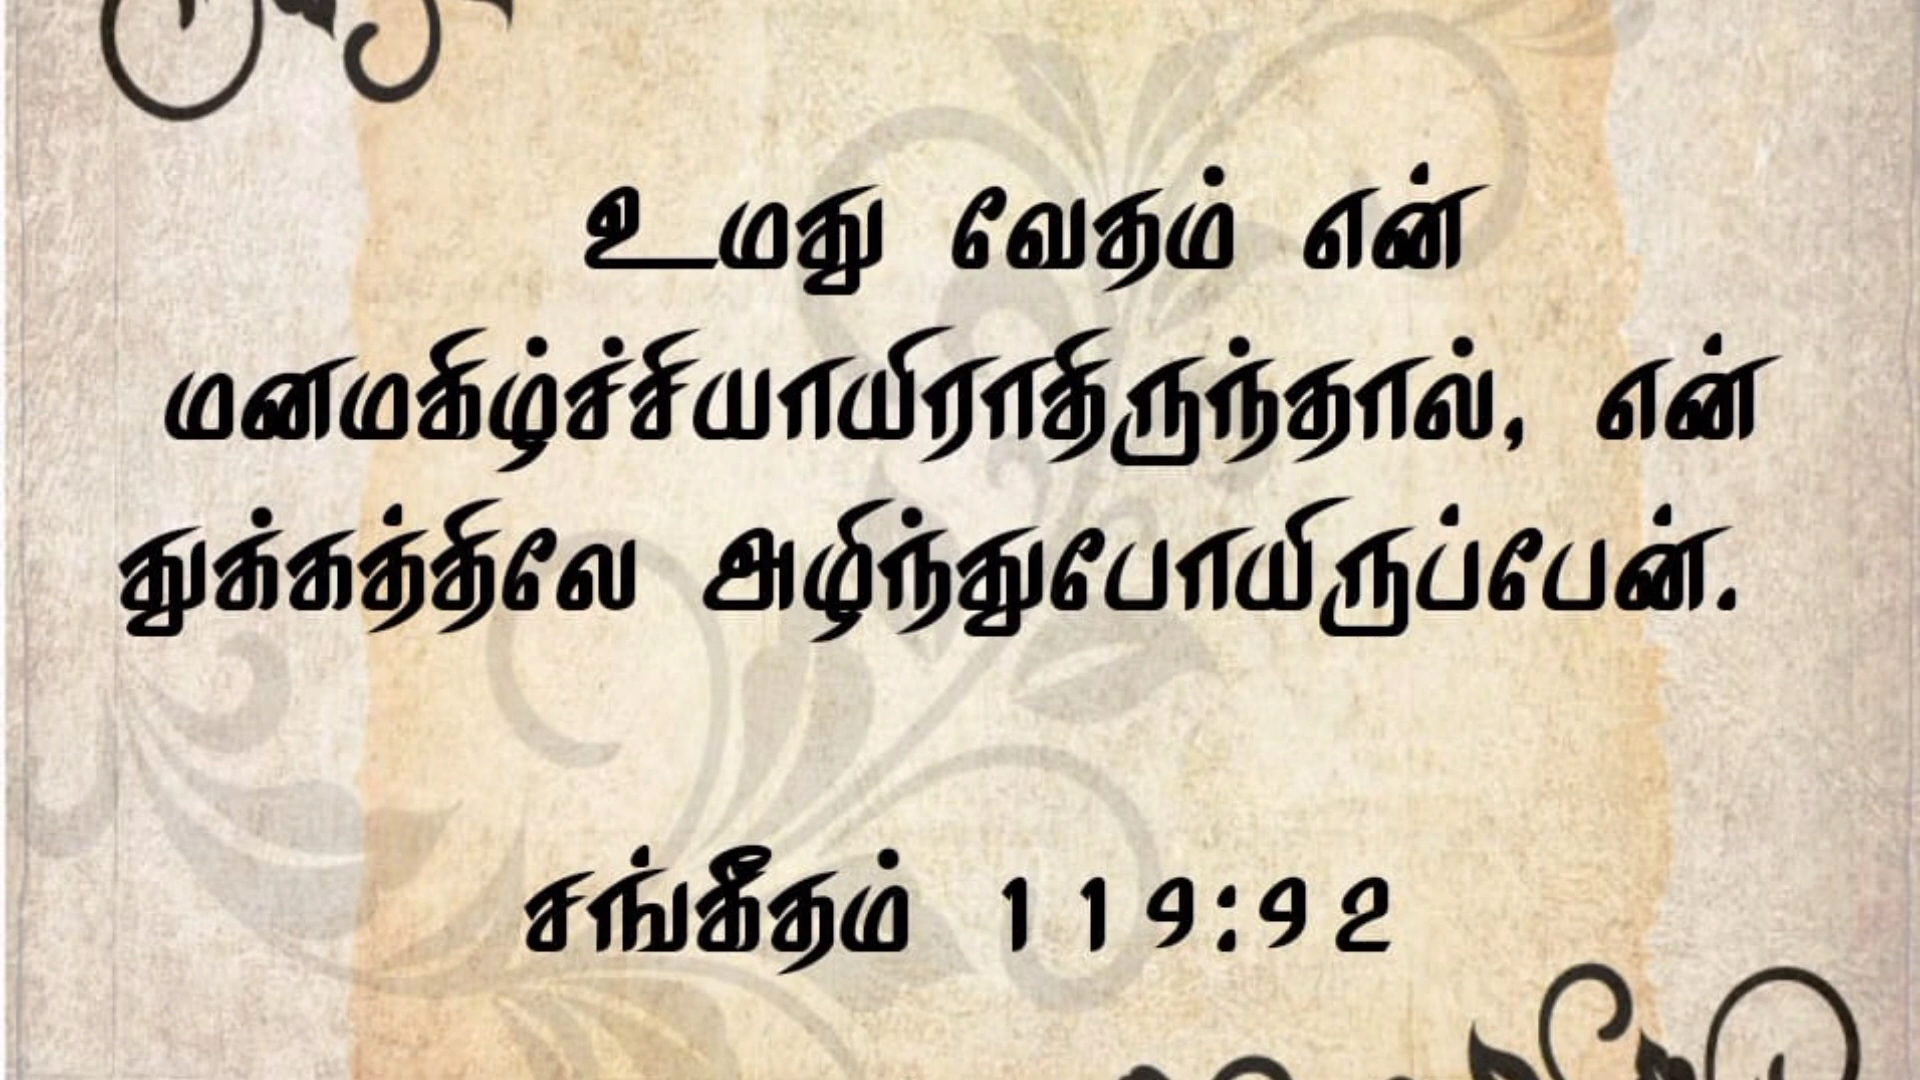 உமது வேதம் என்
மனமகிழ்ச்சியாயிராதிருந்தால், என்
துக்கத்திலே அழிந்துபோயிருப்பேன்.
சங்கீதம் 119:92